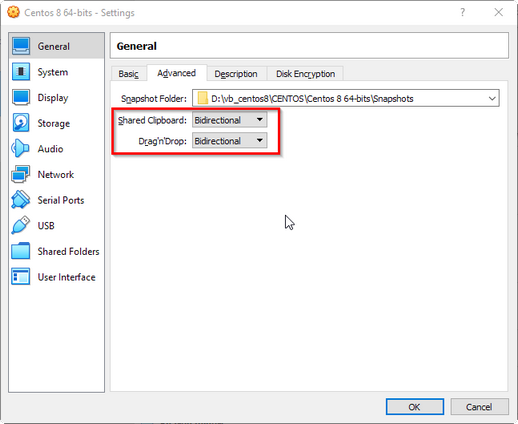 Centos 8 64-bits - Settings
? ×
General
System
Display
Storage
Audio
Network
Serial Ports
USB
Shared Folders
User Interface
General
Basic Advanced Description Disk Encryption
Snapshot Folder: D:\vb_centos8\CENTOS\Centos 8 64-bits\Snapshots
Shared Clipboard: Bidirectional
Drag'n'Drop: Bidirectional
OK Cancel